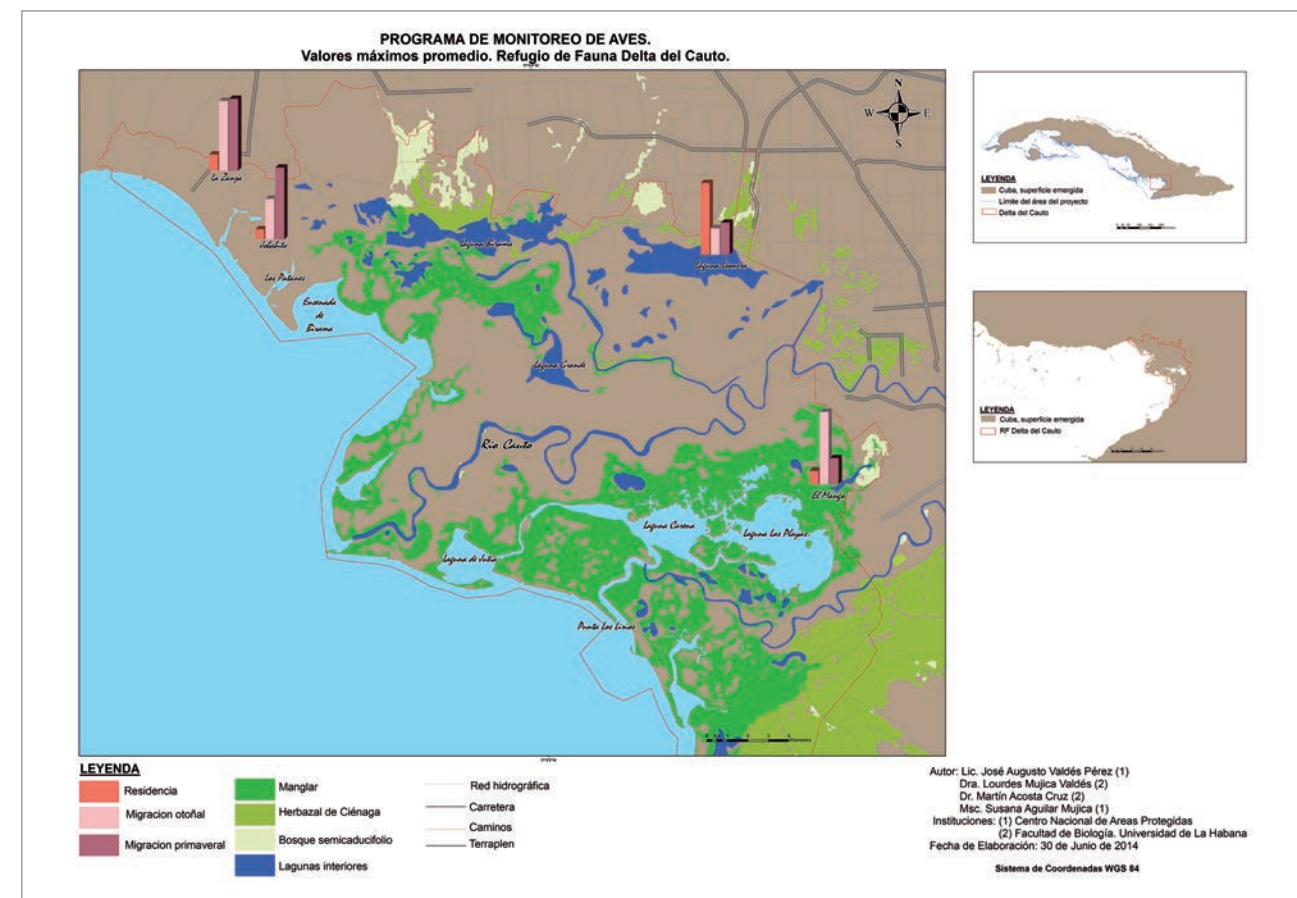 PROGRAMA DE MONITOREO DE AVES.
Valores máximos promedio. Refugio de Fauna Delta del Cauto.
N
W
E
S
La Zanja
Jobabito
Los Patanes
Ensenada
de
Birama
Laguna Birama
Laguna Leonero
Laguna Grande
Río Cauto
El Mango
Laguna Carena
Laguna Las Playas
Laguna de Jutía
Punta Los Linios
LEYENDA
Cuba, superficie emergida
Límite del área del proyecto
Delta del Cauto
LEYENDA
Cuba, superficie emergida
RF Delta del Cauto
LEYENDA
Residencia
Migracion otoñal
Migracion primaveral
Manglar
Herbazal de Ciénaga
Bosque semicaducifolio
Lagunas interiores
Red hidrográfica
Carretera
Caminos
Terraplen
Autor: Lic. José Augusto Valdés Pérez (1)
Dra. Lourdes Mujica Valdés (2)
Dr. Martín Acosta Cruz (2)
Msc. Susana Aguilar Mujica (1)
Instituciones: (1) Centro Nacional de Areas Protegidas
(2) Facultad de Biología. Universidad de La Habana
Fecha de Elaboración: 30 de Junio de 2014
Sistema de Coordenadas WGS 84